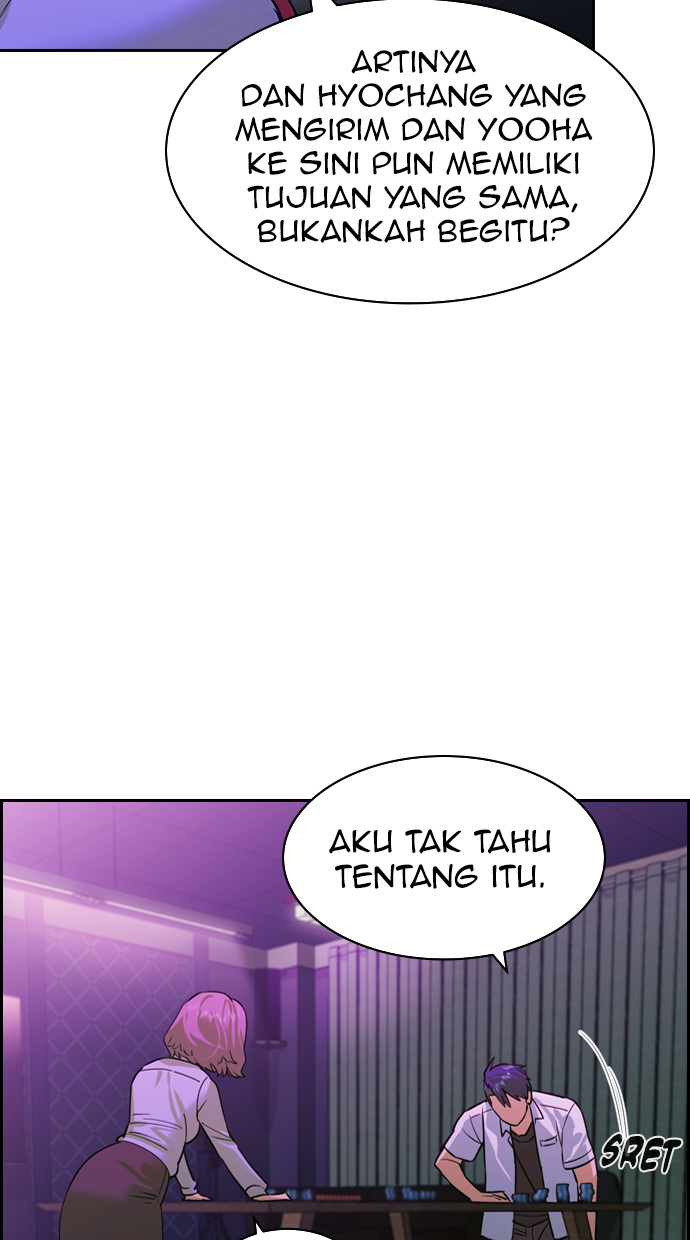 ARTINYA
DAN HYOCHANG YANG
MENGIRIM DAN YOOHA
KE SINI PUN MEMILIKI
TUJUAN YANG SAMA,
BUKANKAH BEGITU?
AKU TAK TAHU
TENTANG ITU.
SRET